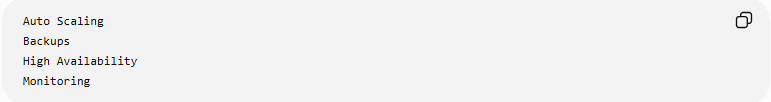 Auto Scaling
Backups
High Availability
Monitoring